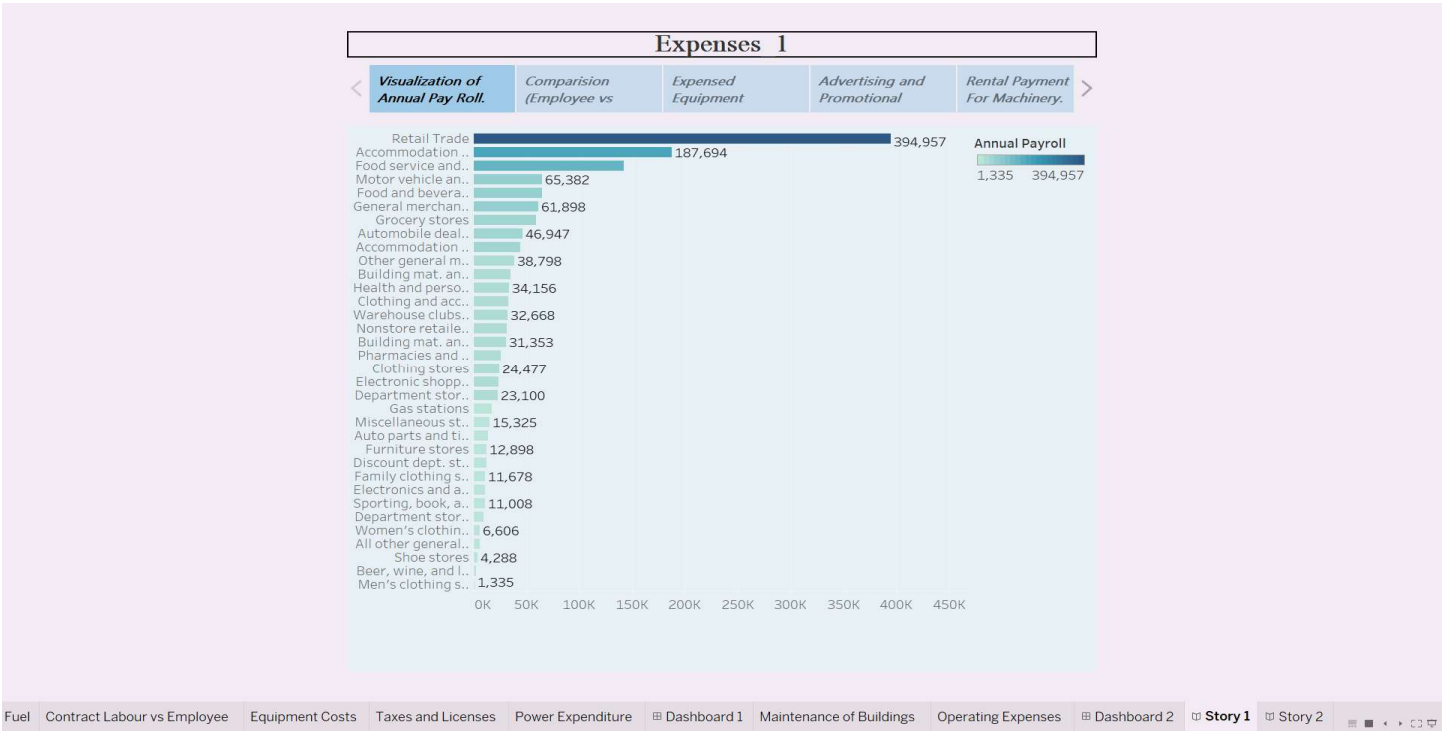 Expenses 1
Visualization of
Annual Pay Roll.
Comparision
(Employee vs
Expensed
Equipment
Advertising and
Promotional
Rental Payment
For Machinery.
Retail Trade 394,957
Accommodation .. 187,694
Food service and..
Motor vehicle an.. 65,382
Food and bevera..
General merchan.. 61,898
Grocery stores
Automobile deal.. 46,947
Accommodation ..
Other general m.. 38,798
Building mat. an..
Health and perso.. 34,156
Clothing and acc..
Warehouse clubs.. 32,668
Nonstore retaile..
Building mat. an.. 31,353
Pharmacies and ..
Clothing stores 24,477
Electronic shopp..
Department stor.. 23,100
Gas stations
Miscellaneous st.. 15,325
Auto parts and ti..
Furniture stores 12,898
Discount dept. st..
Family clothing s.. 11,678
Electronics and a..
Sporting, book, a.. 11,008
Department stor..
Women's clothin.. 6,606
All other general..
Shoe stores 4,288
Beer, wine, and l..
Men's clothing s.. 1,335
0K 50K 100K 150K 200K 250K 300K 350K 400K 450K
Annual Payroll
1,335 394,957
Fuel Contract Labour vs Employee Equipment Costs Taxes and Licenses Power Expenditure Dashboard 1 Maintenance of Buildings Operating Expenses Dashboard 2 Story 1 Story 2